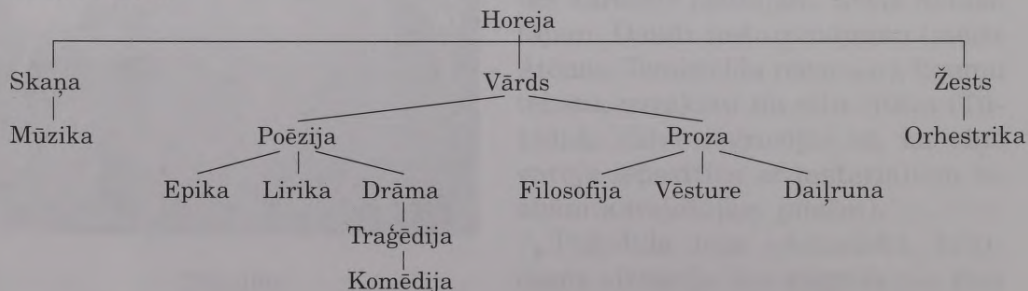 Horeja
Skaņa Vārds Žests
Mūzika Poēzija Proza Orhestrika
Epika Lirika Drāma Filosofija Vēsture Daiļruna
Traģēdija
Komēdija